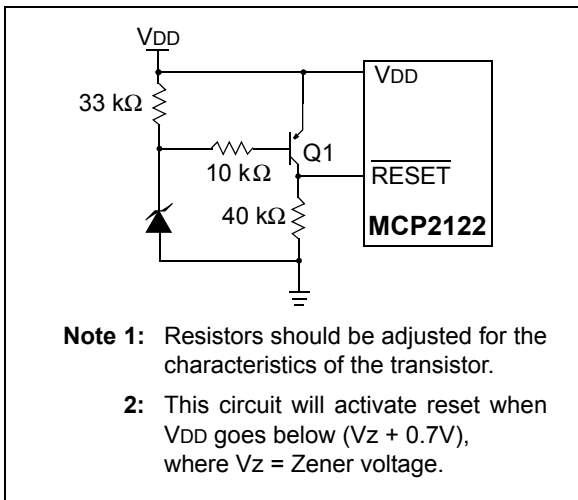 VDD
VDD
33 kΩ
Q1
10 kΩ
RESET
40 kΩ
MCP2122
Note 1: Resistors should be adjusted for the
characteristics of the transistor.
2: This circuit will activate reset when
VDD goes below (Vz + 0.7V),
where Vz = Zener voltage.